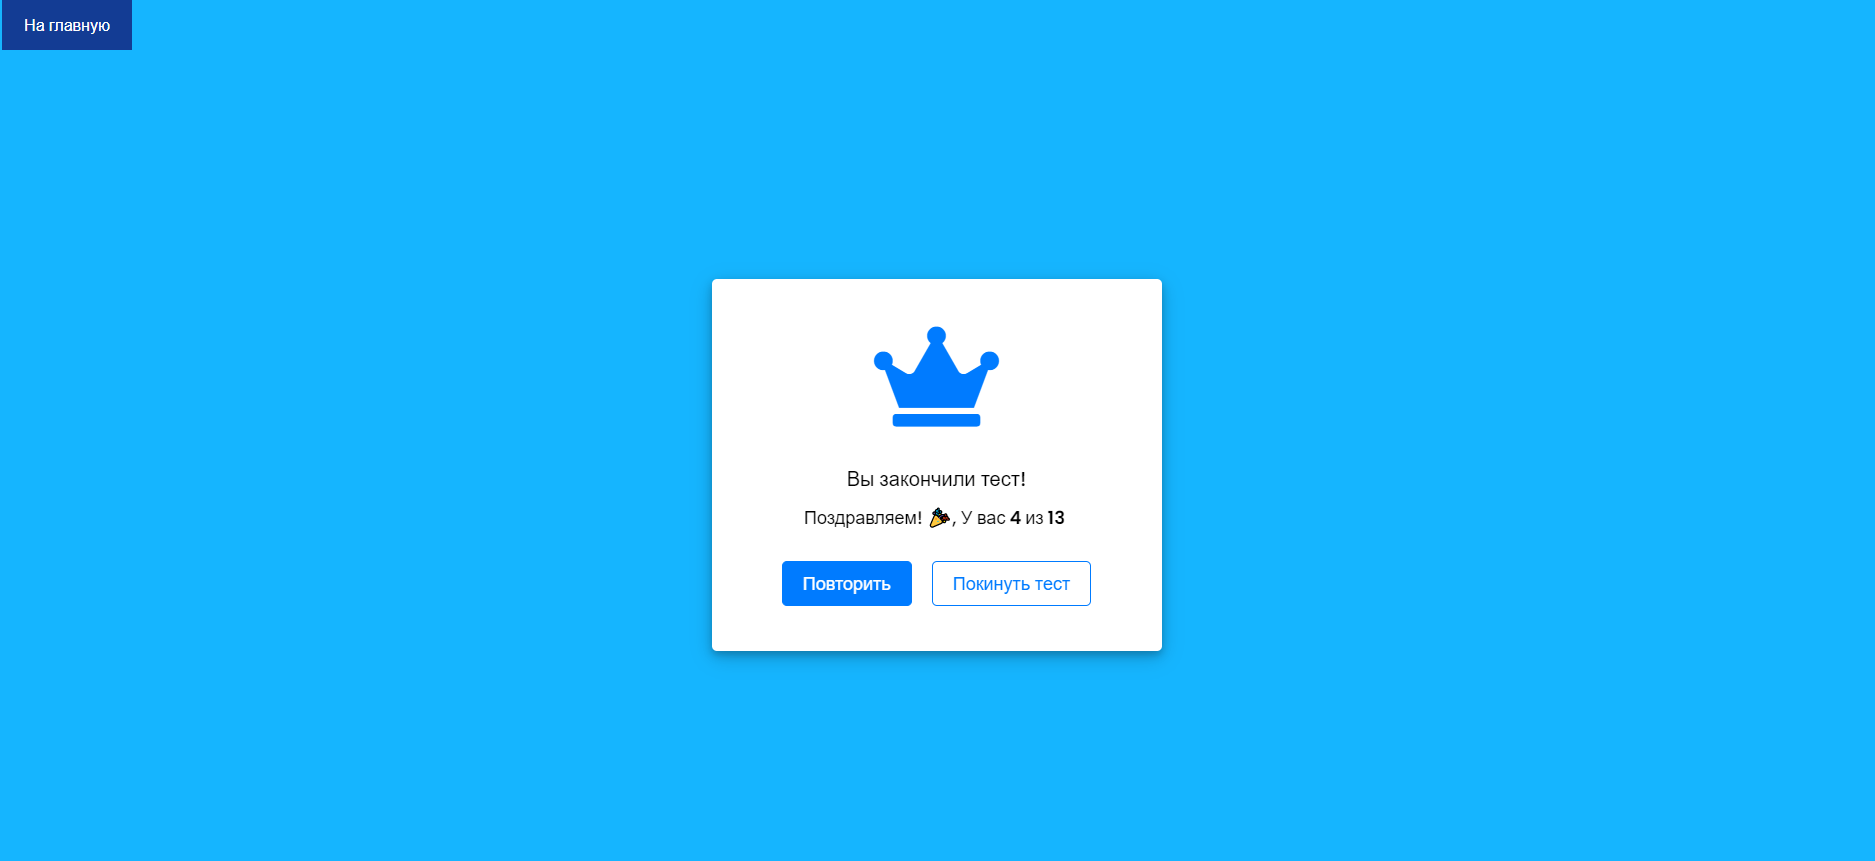 На главную
Вы закончили тест!
Поздравляем! 🎉, У вас 4 из 13
Повторить
Покинуть тест